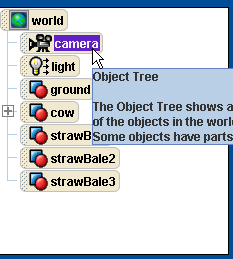 world
camera
light
ground
cow
strawB
strawBale2
strawBale3
Object Tree
The Object Tree shows a
of the objects in the world
Some objects have parts